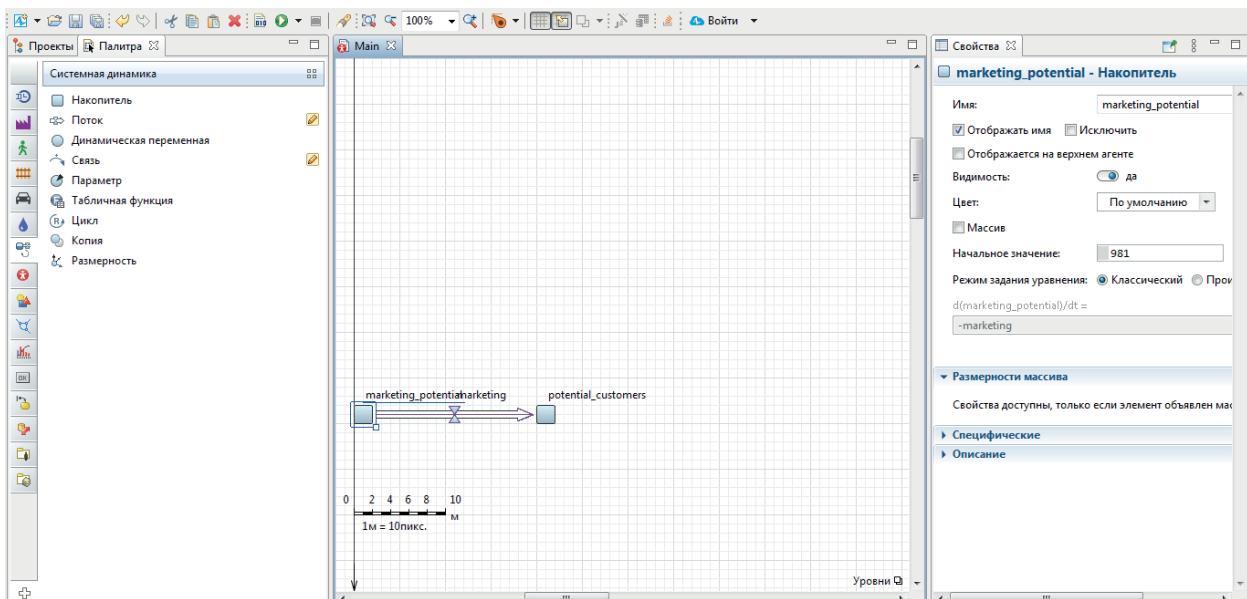 100%
Войти
Проекты
Палитра
Системная динамика
Накопитель
Поток
Динамическая переменная
Связь
Параметр
Табличная функция
Цикл
Копия
Размерность
Main
marketing_potential
marketing
potential_customers
0 2 4 6 8 10
м
1м = 10пикс.
Уровни
Свойства
marketing_potential - Накопитель
Имя: marketing_potential
Отображать имя Исключить
Отображается на верхнем агенте
Видимость: да
Цвет: По умолчанию
Массив
Начальное значение: 981
Режим задания уравнения: Классический Прои
d(marketing_potential)/dt =
-marketing
Размерности массива
Свойства доступны, только если элемент объявлен мас
Специфические
Описание